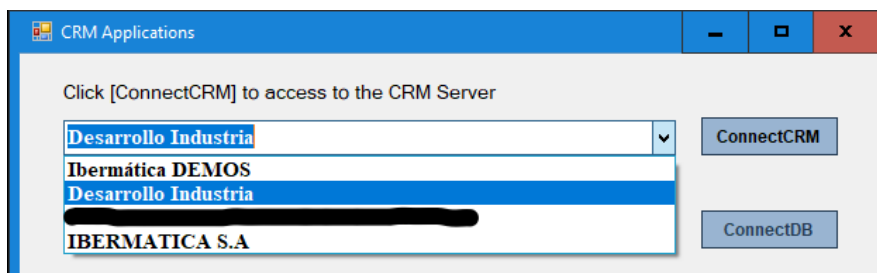 CRM Applications
Click [ConnectCRM] to access to the CRM Server
Desarrollo Industria
ConnectCRM
Ibermática DEMOS
Desarrollo Industria
IBERMATICA S.A
ConnectDB